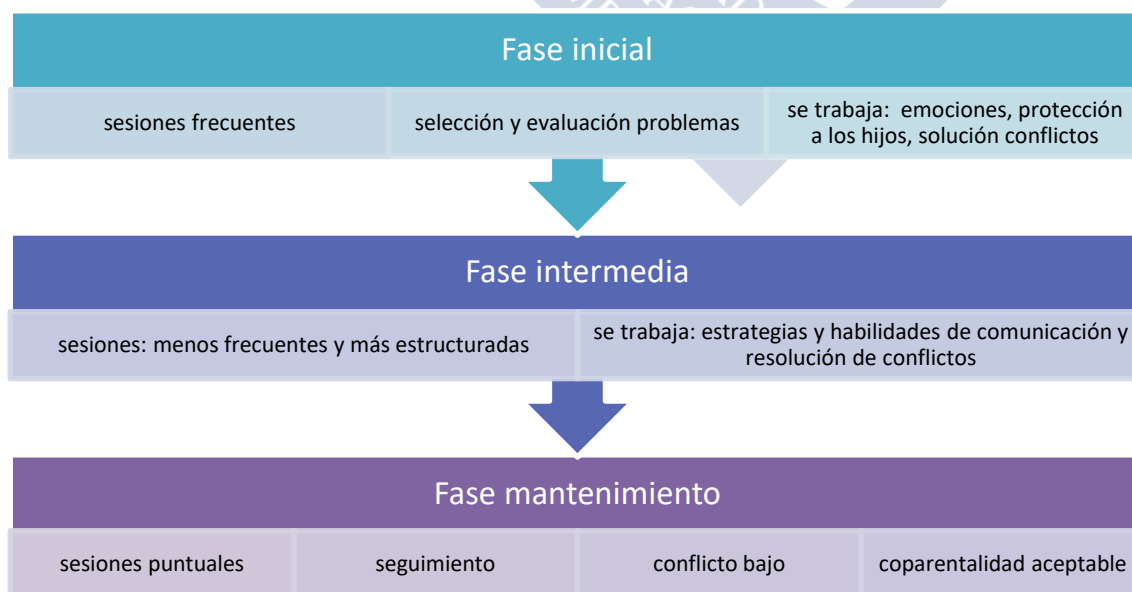 Fase inicial
sesiones frecuentes
selección y evaluación problemas
se trabaja: emociones, protección
a los hijos, solución conflictos
Fase intermedia
sesiones: menos frecuentes y más estructuradas
se trabaja: estrategias y habilidades de comunicación y
resolución de conflictos
Fase mantenimiento
sesiones puntuales
seguimiento
conflicto bajo
coparentalidad aceptable